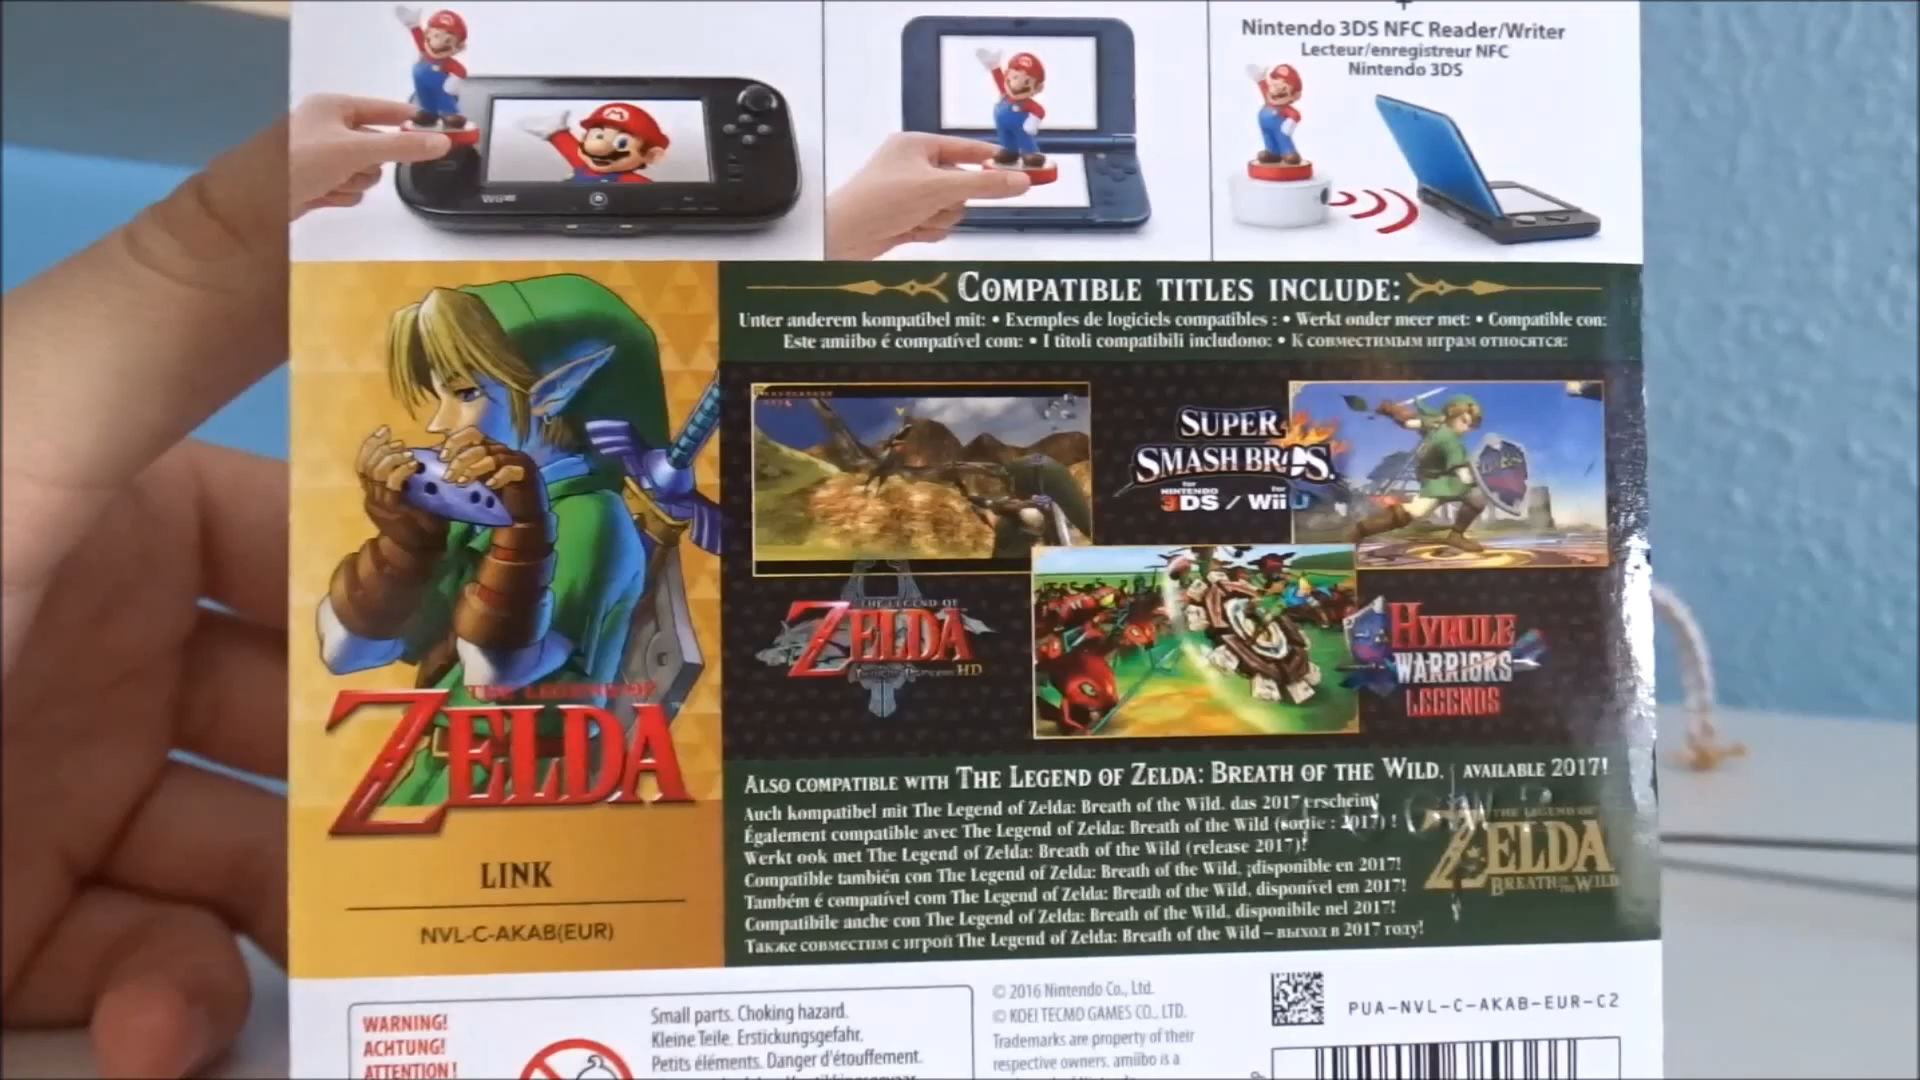 +
Nintendo 3DS NFC Reader/Writer
Lecteur/enregistreur NFC
Nintendo 3DS
Wii U
COMPATIBLE TITLES INCLUDE:
Unter anderem kompatibel mit: • Exemples de logiciels compatibles : • Werkt onder meer met: • Compatible con:
Este amiibo é compatível com: • I titoli compatibili includono: • К совместимым играм относятся:
SUPER
SMASH BROS.
for NINTENDO 3DS / for Wii U
THE LEGEND OF
ZELDA
Twilight Princess HD
HYRULE
WARRIORS
LEGENDS
THE LEGEND OF
ZELDA
LINK
NVL-C-AKAB(EUR)
ALSO COMPATIBLE WITH THE LEGEND OF ZELDA: BREATH OF THE WILD, AVAILABLE 2017!
Auch kompatibel mit The Legend of Zelda: Breath of the Wild, das 2017 erscheint!
Également compatible avec The Legend of Zelda: Breath of the Wild (sortie : 2017) !
Werkt ook met The Legend of Zelda: Breath of the Wild (release 2017)!
Compatible también con The Legend of Zelda: Breath of the Wild, ¡disponible en 2017!
Também é compatível com The Legend of Zelda: Breath of the Wild, disponível em 2017!
Compatibile anche con The Legend of Zelda: Breath of the Wild, disponibile nel 2017!
Также совместим с игрой The Legend of Zelda: Breath of the Wild – выход в 2017 году!
THE LEGEND OF
ZELDA
BREATH OF THE WILD
WARNING!
ACHTUNG!
ATTENTION!
Small parts. Choking hazard.
Kleine Teile. Erstickungsgefahr.
Petits éléments. Danger d'étouffement.
© 2016 Nintendo Co., Ltd.
© KOEI TECMO GAMES CO., LTD.
Trademarks are property of their
respective owners. amiibo is a
PUA-NVL-C-AKAB-EUR-C2